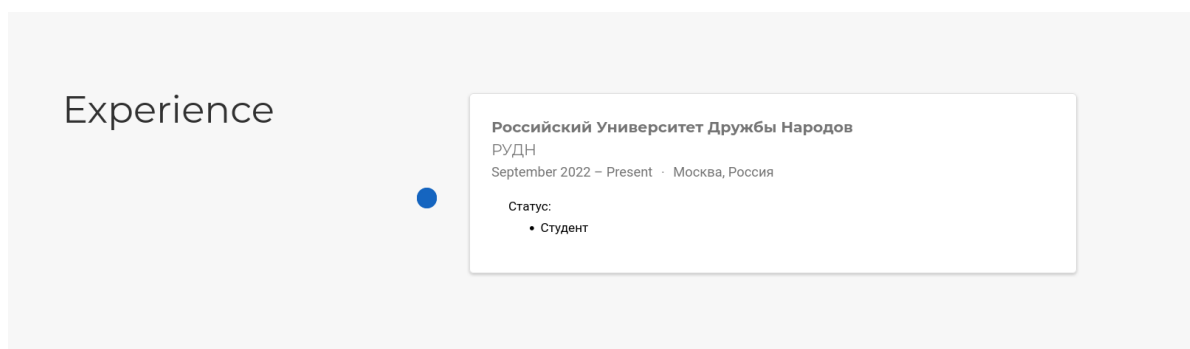 Experience
Российский Университет Дружбы Народов
РУДН
September 2022 – Present · Москва, Россия
Статус:
• Студент